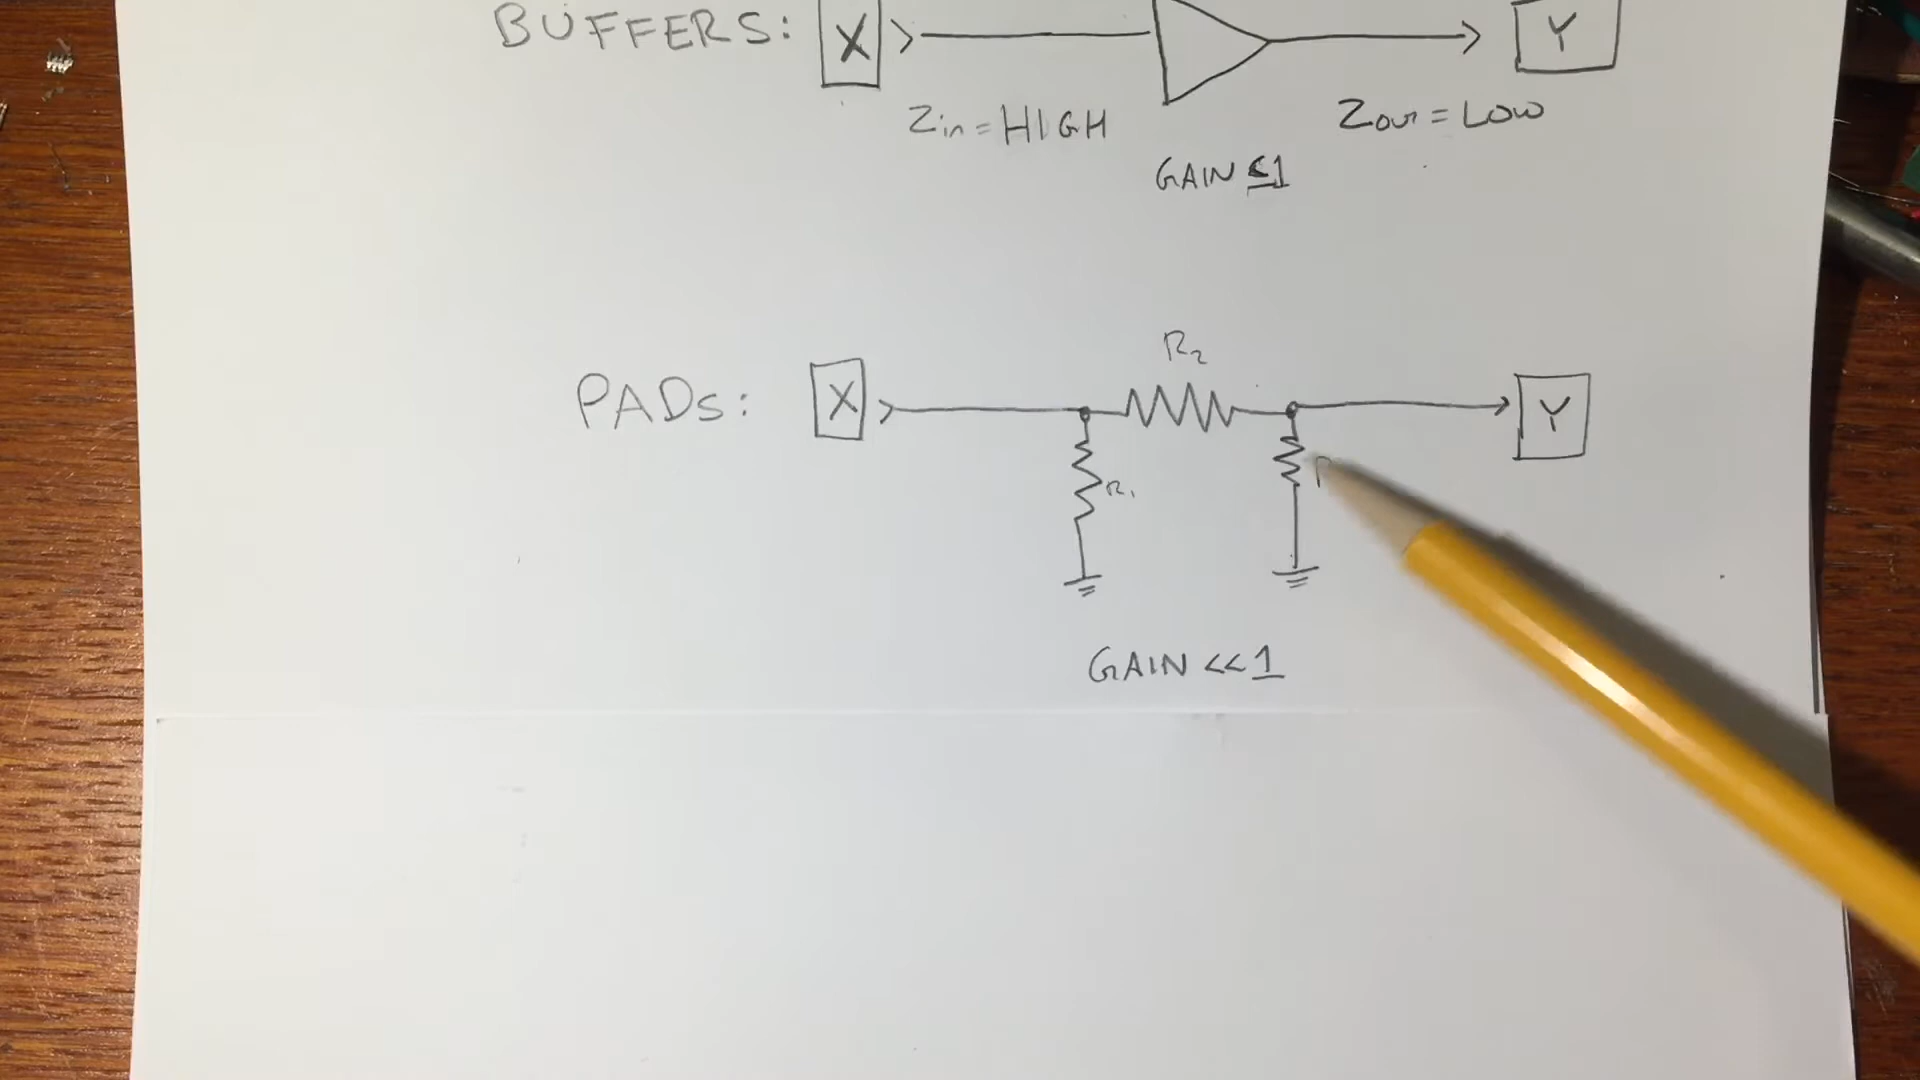 BUFFERS: X Y
Zin = HIGH Zout = LOW
GAIN ≤1
R2
PADs: X Y
R1
GAIN <<1